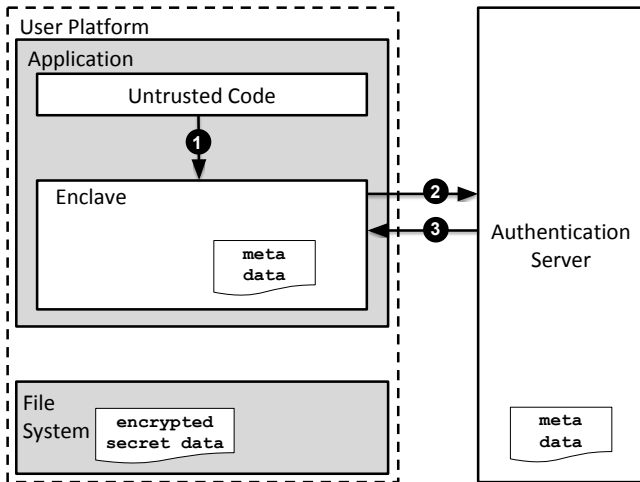 User Platform
Application
Untrusted Code
1
Enclave
2
3
meta
data
Authentication
Server
File
System
encrypted
secret data
meta
data